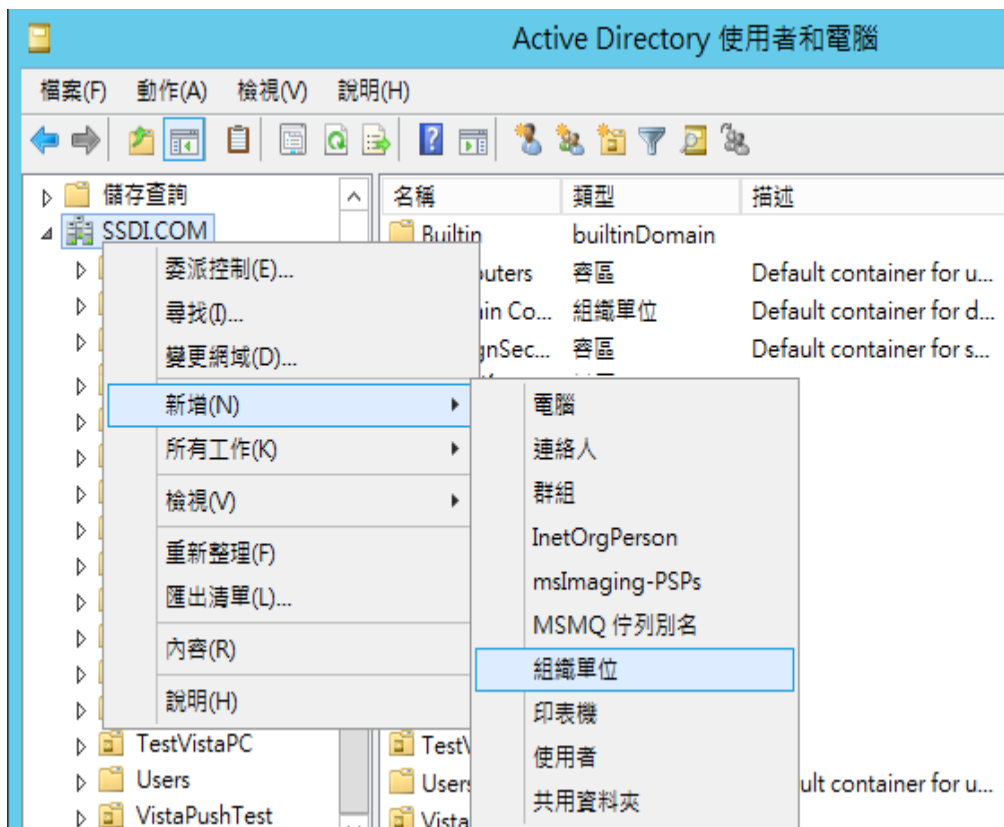 Active Directory 使用者和電腦
檔案(F) 動作(A) 檢視(V) 說明(H)
儲存查詢
SSDI.COM
委派控制(E)...
尋找(I)...
變更網域(D)...
新增(N)
所有工作(K)
檢視(V)
重新整理(F)
匯出清單(L)...
內容(R)
說明(H)
TestVistaPC
Users
VistaPushTest
名稱 類型 描述
Builtin builtinDomain
uters 容區 Default container for u...
in Co... 組織單位 Default container for d...
gnSec... 容區 Default container for s...
電腦
連絡人
群組
InetOrgPerson
msImaging-PSPs
MSMQ 佇列別名
組織單位
印表機
使用者
共用資料夾
Test
Users ult container for u...
Vista